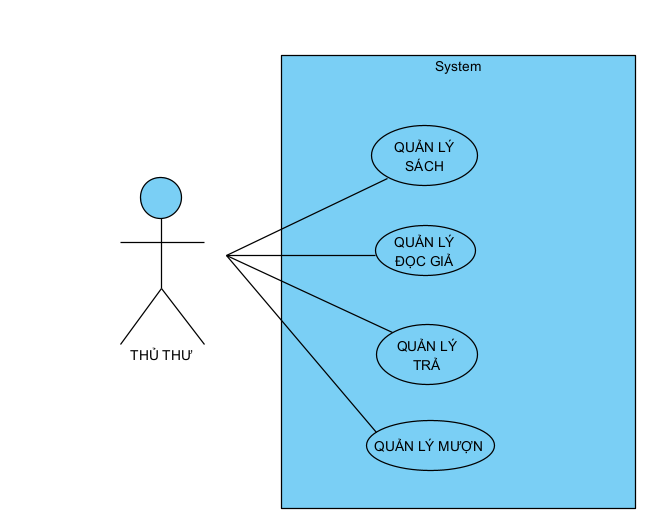 System
QUẢN LÝ
SÁCH
QUẢN LÝ
ĐỌC GIẢ
QUẢN LÝ
TRẢ
THỦ THƯ
QUẢN LÝ MƯỢN